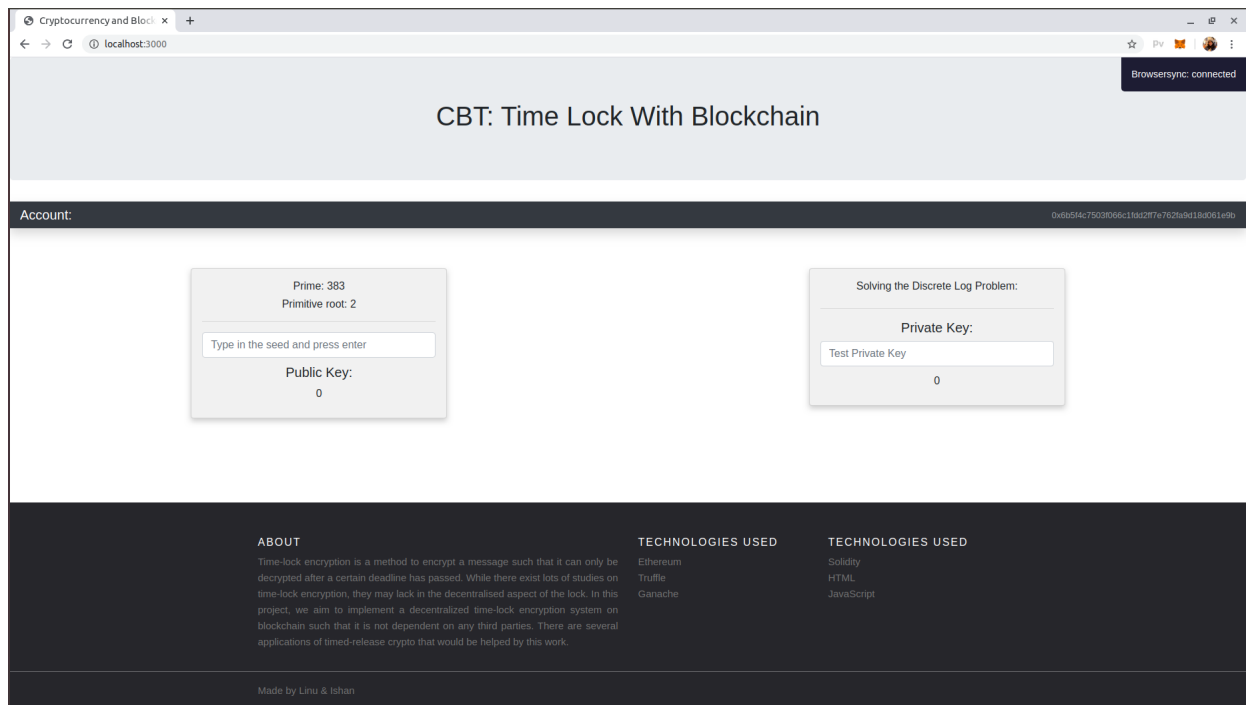 Cryptocurrency and Block
localhost:3000
Pv
Browsersync: connected
CBT: Time Lock With Blockchain
Account:
0x6b5f4c7503f066c1fdd2ff7e762fa9d18d061e9b
Prime: 383
Primitive root: 2
Type in the seed and press enter
Public Key:
0
Solving the Discrete Log Problem:
Private Key:
Test Private Key
0
ABOUT
Time-lock encryption is a method to encrypt a message such that it can only be
decrypted after a certain deadline has passed. While there exist lots of studies on
time-lock encryption, they may lack in the decentralised aspect of the lock. In this
project, we aim to implement a decentralized time-lock encryption system on
blockchain such that it is not dependent on any third parties. There are several
applications of timed-release crypto that would be helped by this work.
TECHNOLOGIES USED
Ethereum
Truffle
Ganache
TECHNOLOGIES USED
Solidity
HTML
JavaScript
Made by Linu & Ishan